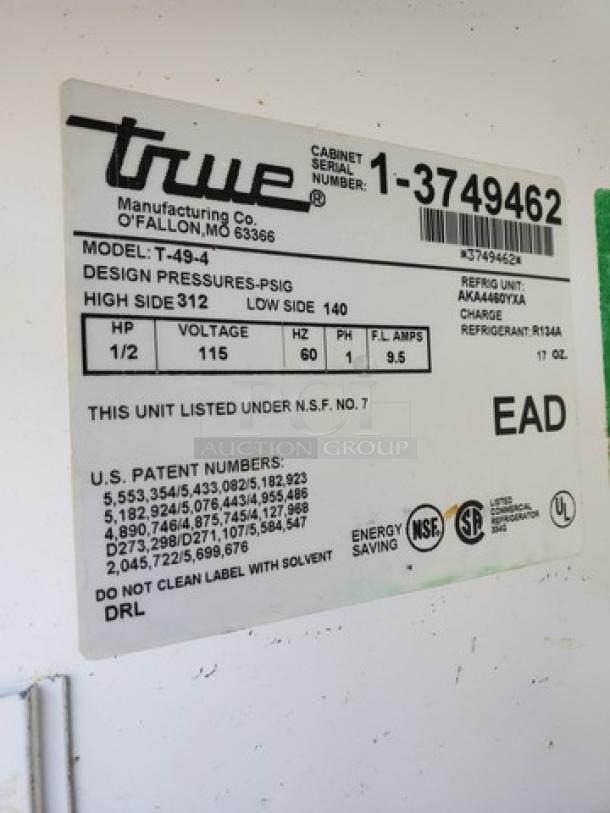 true®
Manufacturing Co.
O'FALLON, MO 63366
CABINET
SERIAL
NUMBER: 1-3749462
*3749462*
MODEL: T-49-4
DESIGN PRESSURES-PSIG
HIGH SIDE 312 LOW SIDE 140
REFRIG UNIT:
AKA4460YXA
CHARGE
REFRIGERANT: R134A
17 OZ.
HP VOLTAGE HZ PH F.L. AMPS
1/2 115 60 1 9.5
THIS UNIT LISTED UNDER N.S.F. NO. 7
EAD
PCI
AUCTION GROUP
U.S. PATENT NUMBERS:
5,553,354/5,433,082/5,182,923
5,182,924/5,076,443/4,955,486
4,890,746/4,875,745/4,127,968
D273,298/D271,107/5,584,547
2,045,722/5,699,676
ENERGY
SAVING
NSF®
SA
LISTED
COMMERCIAL
REFRIGERATOR
334G
UL
DO NOT CLEAN LABEL WITH SOLVENT
DRL